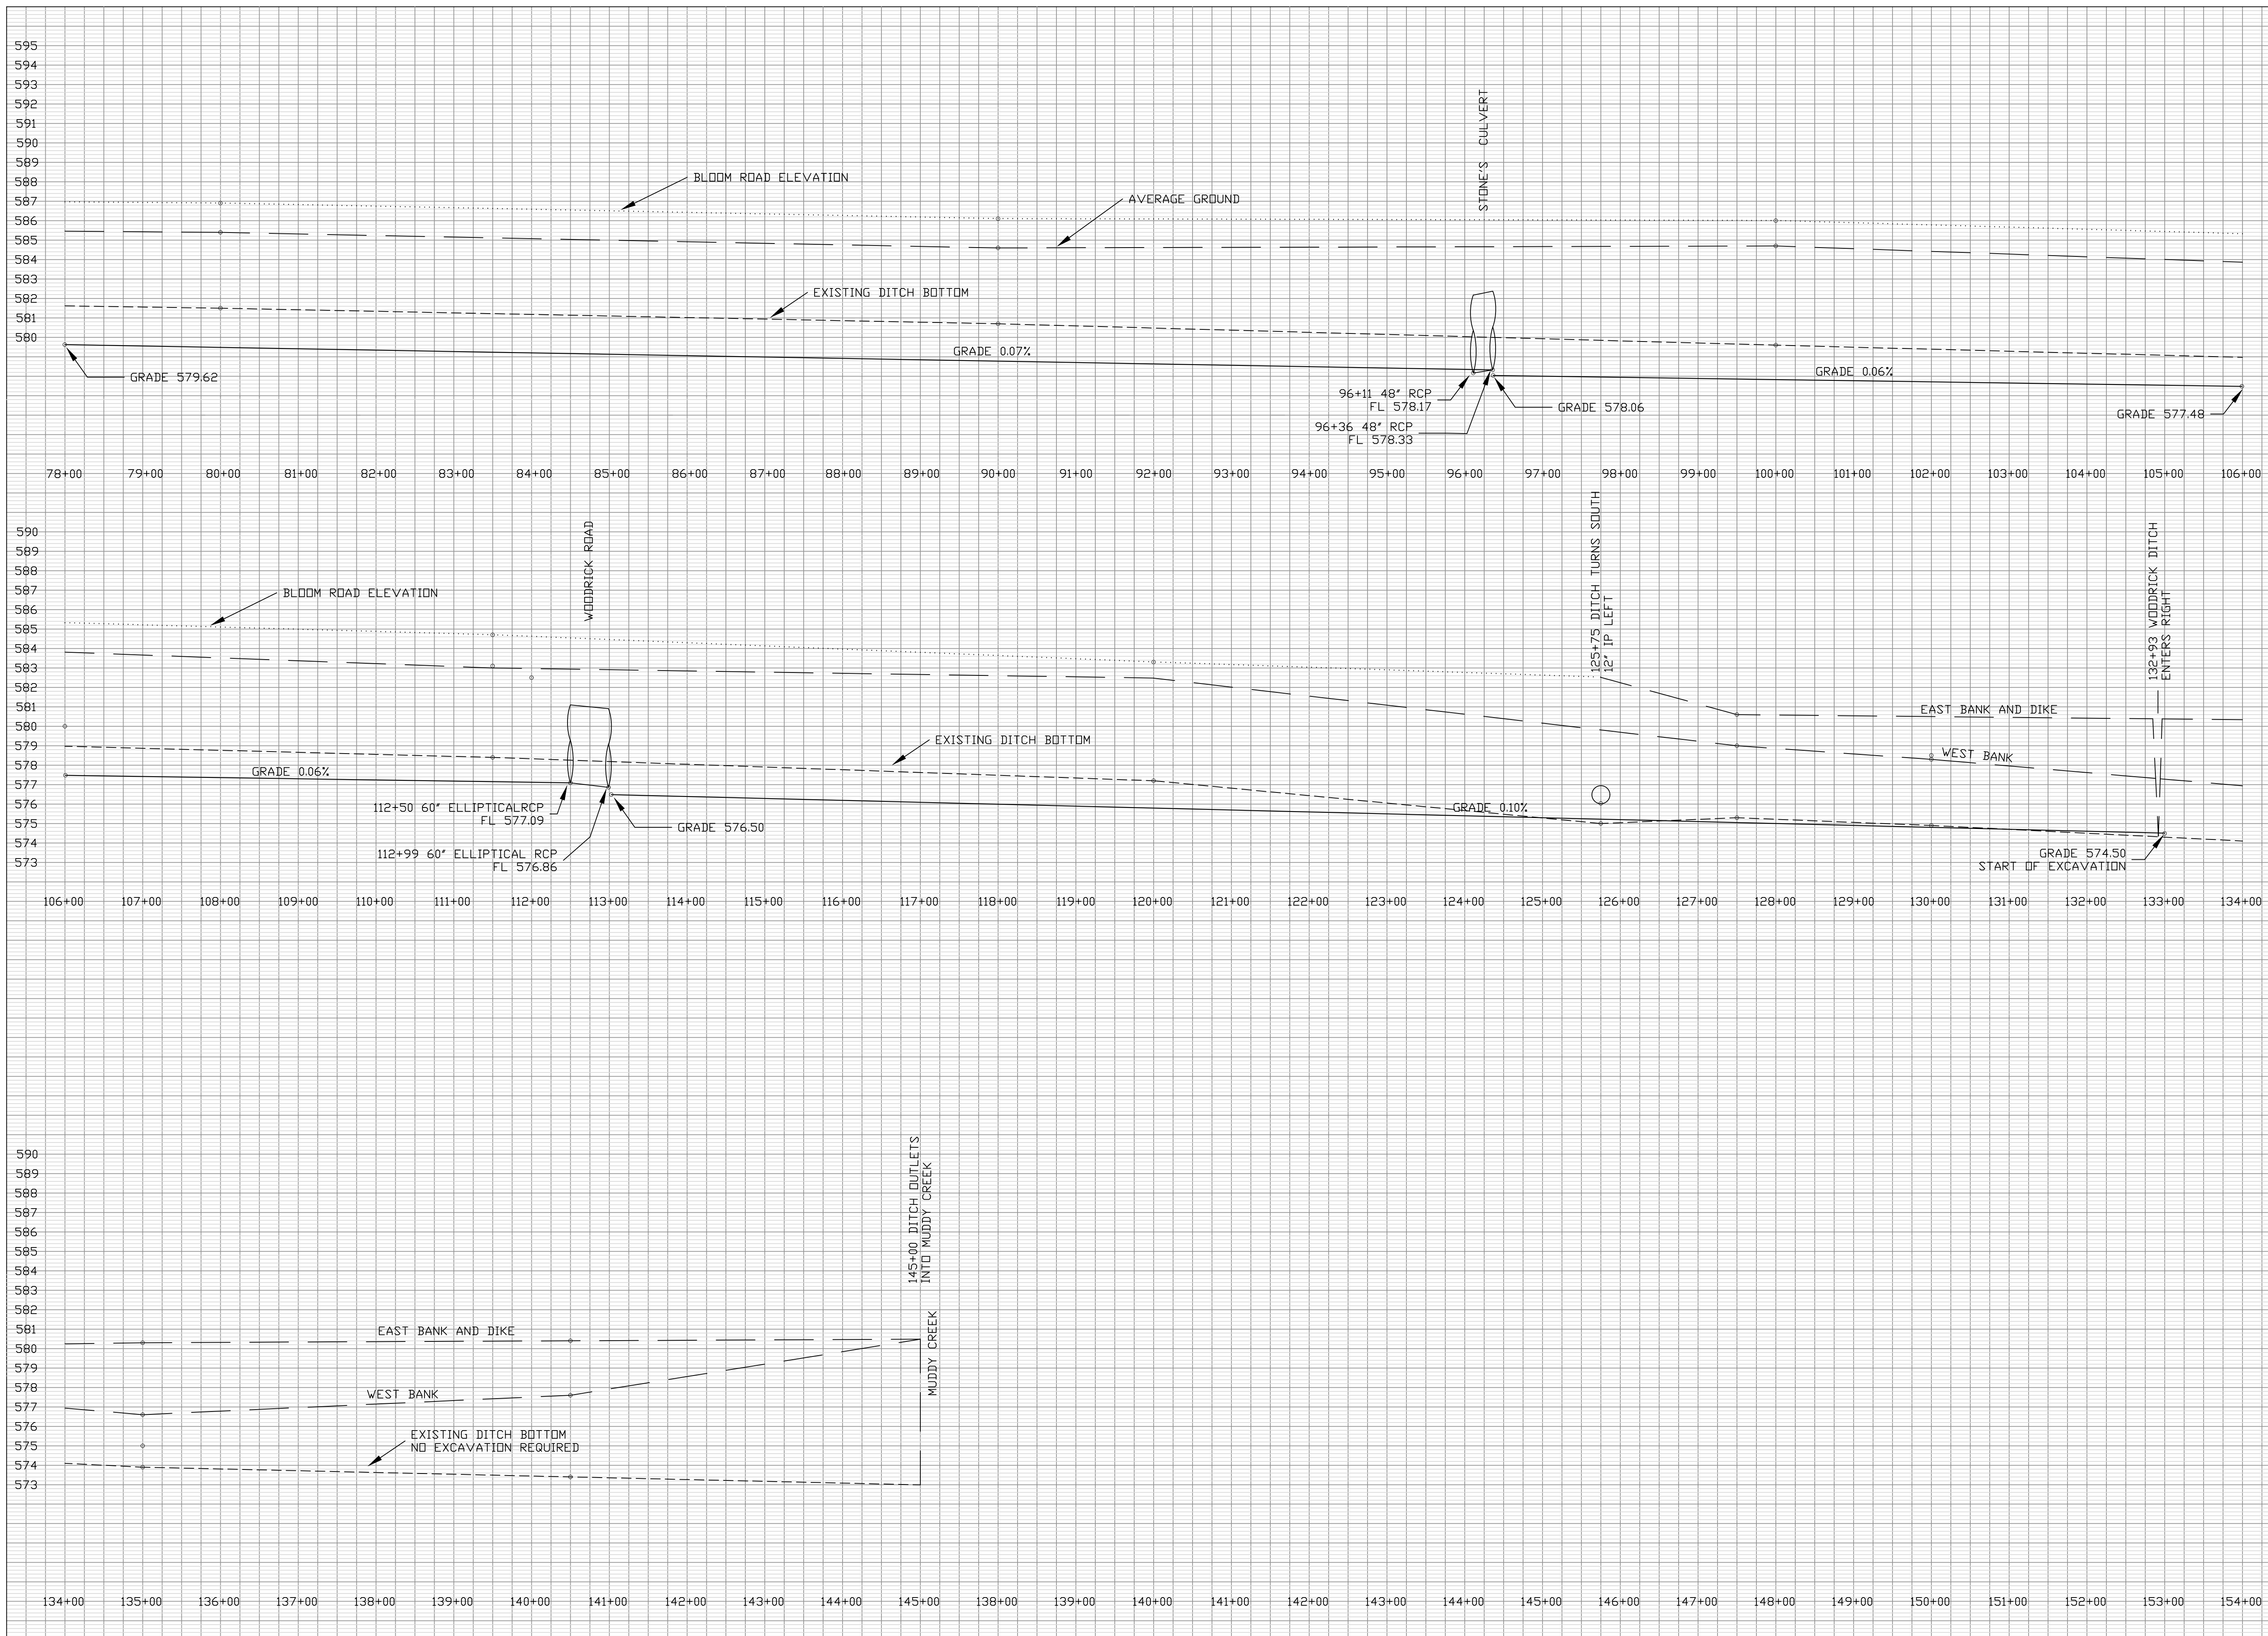 595
594
593
592
591
590
589
588
587
586
585
584
583
582
581
580
STONE'S CULVERT
BLOOM ROAD ELEVATION
AVERAGE GROUND
EXISTING DITCH BOTTOM
GRADE 0.07%
GRADE 579.62
GRADE 0.06%
96+11 48" RCP
FL 578.17
GRADE 578.06
GRADE 577.48
96+36 48" RCP
FL 578.33
78+00 79+00 80+00 81+00 82+00 83+00 84+00 85+00 86+00 87+00 88+00 89+00 90+00 91+00 92+00 93+00 94+00 95+00 96+00 97+00 98+00 99+00 100+00 101+00 102+00 103+00 104+00 105+00 106+00
590
589
588
587
586
585
584
583
582
581
580
579
578
577
576
575
574
573
WOODRICK ROAD
125+75 DITCH TURNS SOUTH
12" IP LEFT
132+93 WOODRICK DITCH
ENTERS RIGHT
BLOOM ROAD ELEVATION
EAST BANK AND DIKE
EXISTING DITCH BOTTOM
WEST BANK
GRADE 0.06%
112+50 60" ELLIPTICALRCP
FL 577.09
GRADE 0.10%
GRADE 576.50
112+99 60" ELLIPTICAL RCP
FL 576.86
GRADE 574.50
START OF EXCAVATION
106+00 107+00 108+00 109+00 110+00 111+00 112+00 113+00 114+00 115+00 116+00 117+00 118+00 119+00 120+00 121+00 122+00 123+00 124+00 125+00 126+00 127+00 128+00 129+00 130+00 131+00 132+00 133+00 134+00
590
589
588
587
586
585
584
583
582
581
580
579
578
577
576
575
574
573
145+00 DITCH OUTLETS
INTO MUDDY CREEK
MUDDY CREEK
EAST BANK AND DIKE
WEST BANK
EXISTING DITCH BOTTOM
NO EXCAVATION REQUIRED
134+00 135+00 136+00 137+00 138+00 139+00 140+00 141+00 142+00 143+00 144+00 145+00 138+00 139+00 140+00 141+00 142+00 143+00 144+00 145+00 146+00 147+00 148+00 149+00 150+00 151+00 152+00 153+00 154+00